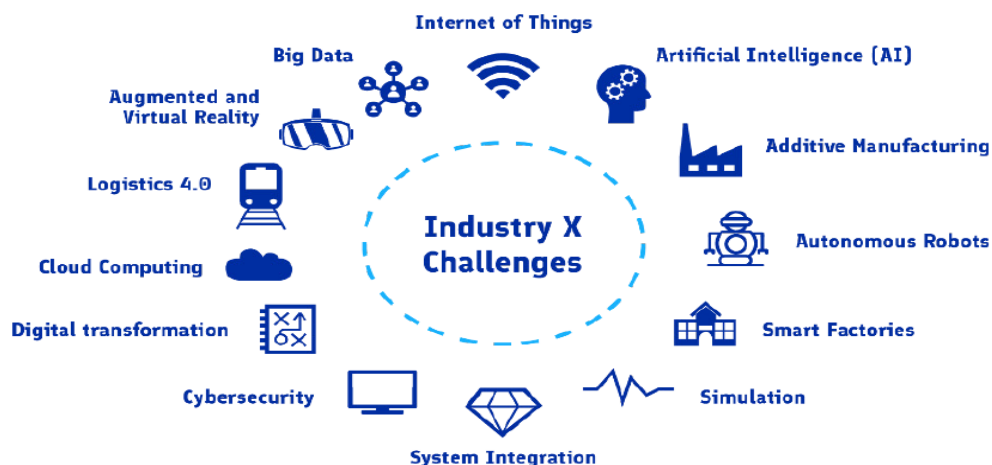 Internet of Things
Big Data
Artificial Intelligence (AI)
Augmented and
Virtual Reality
Additive Manufacturing
Logistics 4.0
Industry X
Challenges
Autonomous Robots
Cloud Computing
Digital transformation
Smart Factories
Cybersecurity
Simulation
System Integration